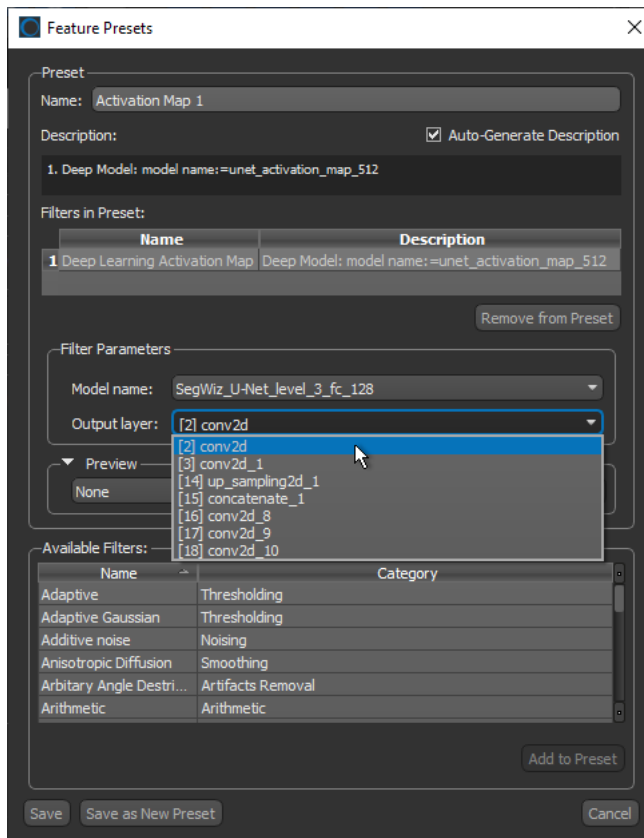 Feature Presets
Preset
Name: Activation Map 1
Description: Auto-Generate Description
1. Deep Model: model name:=unet_activation_map_512
Filters in Preset:
Name Description
1 Deep Learning Activation Map Deep Model: model name:=unet_activation_map_512
Remove from Preset
Filter Parameters
Model name: SegWiz_U-Net_level_3_fc_128
Output layer: [2] conv2d
[2] conv2d
[3] conv2d_1
[14] up_sampling2d_1
[15] concatenate_1
[16] conv2d_8
[17] conv2d_9
[18] conv2d_10
Preview
None
Available Filters:
Name Category
Adaptive Thresholding
Adaptive Gaussian Thresholding
Additive noise Noising
Anisotropic Diffusion Smoothing
Arbitary Angle Destri... Artifacts Removal
Arithmetic Arithmetic
Add to Preset
Save Save as New Preset Cancel